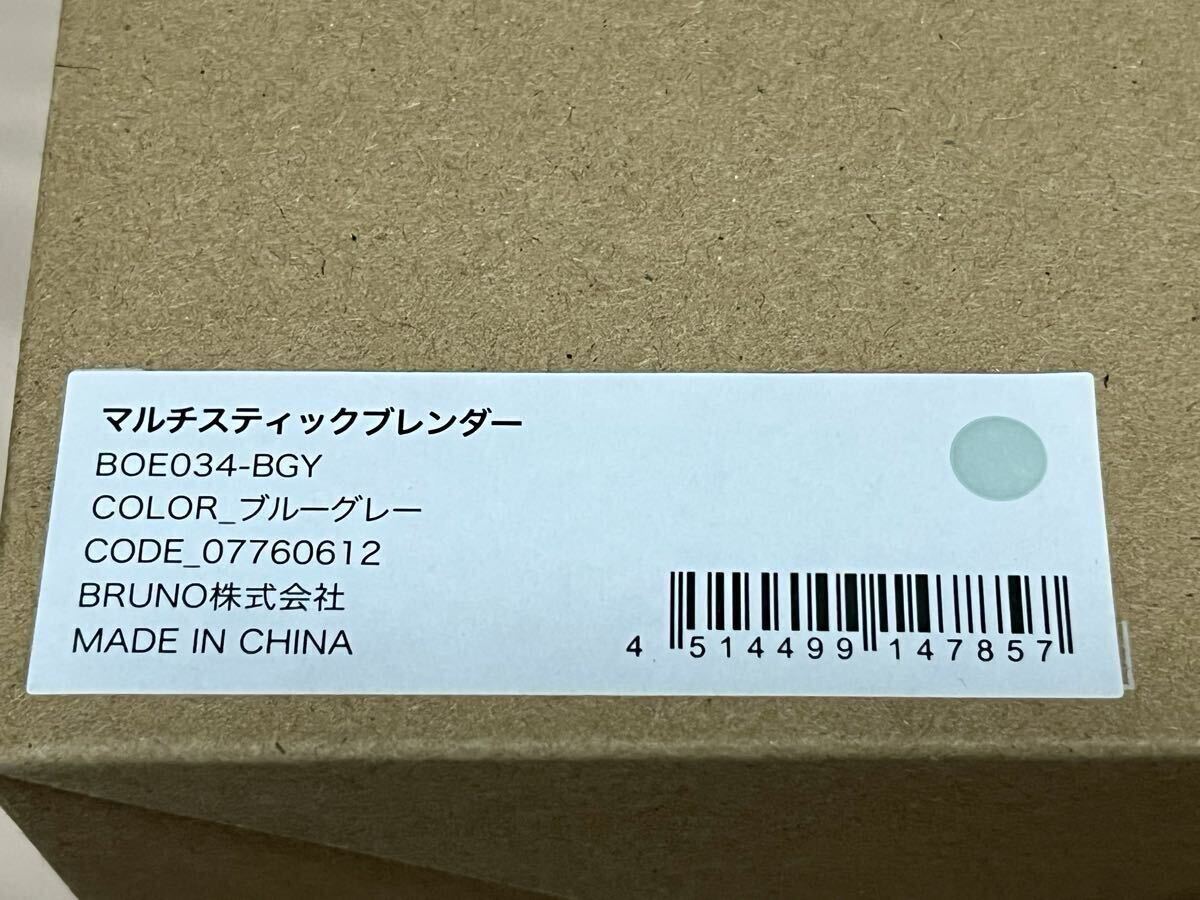 マルチスティックブレンダー
BOE034-BGY
COLOR_ブルーグレー
CODE_07760612
BRUNO株式会社
MADE IN CHINA
4 514499 147857